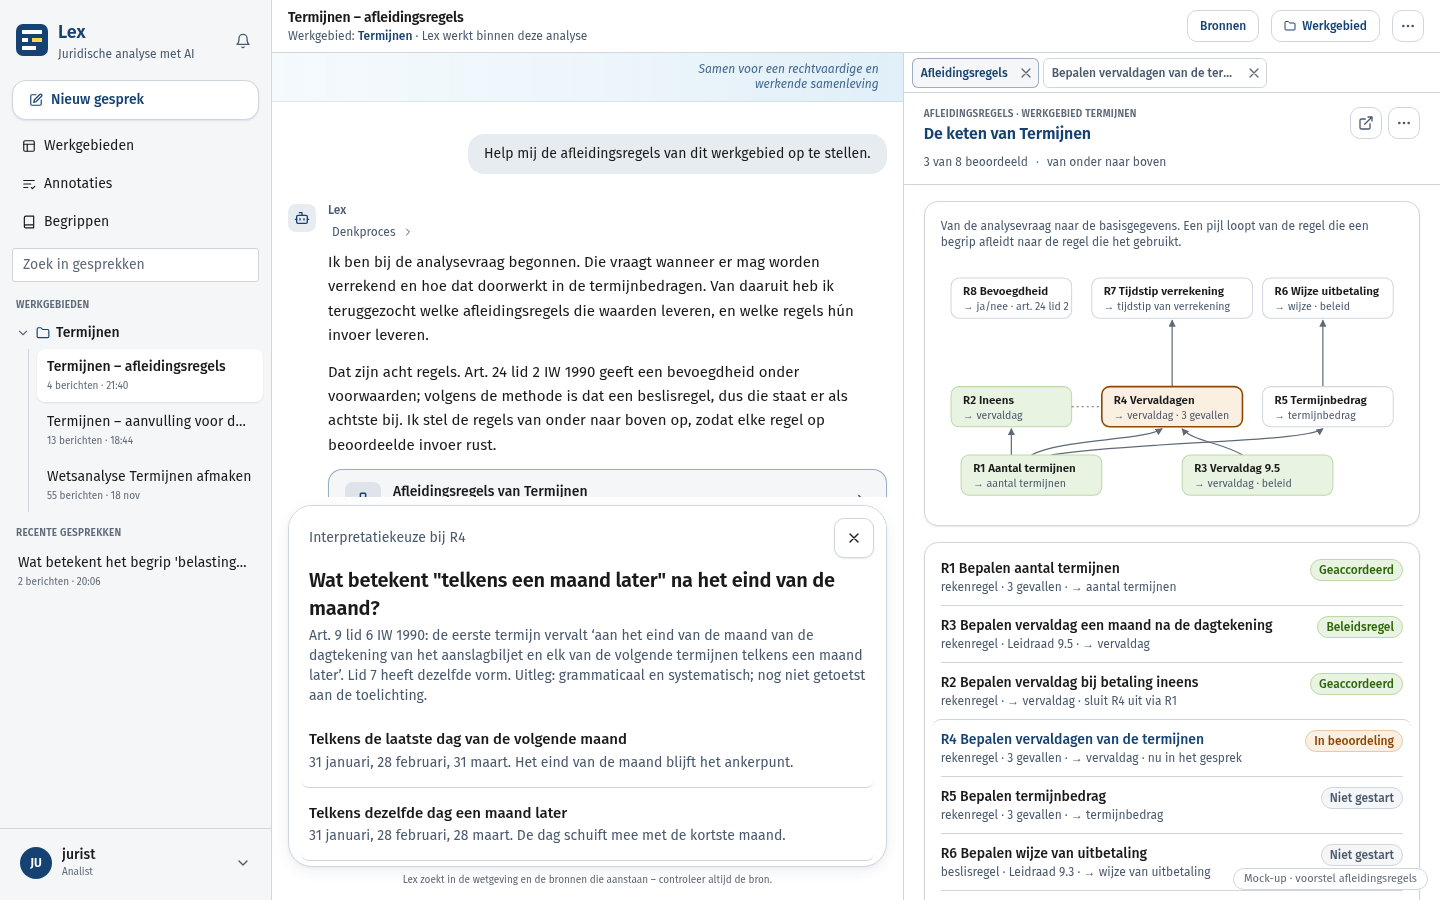 Lex
Juridische analyse met AI
Nieuw gesprek
Werkgebieden
Annotaties
Begrippen
Zoek in gesprekken
WERKGEBIEDEN
Termijnen
Termijnen – afleidingsregels
4 berichten · 21:40
Termijnen – aanvulling voor d...
13 berichten · 18:44
Wetsanalyse Termijnen afmaken
55 berichten · 18 nov
RECENTE GESPREKKEN
Wat betekent het begrip 'belasting...
2 berichten · 20:06
JU
jurist
Analist
Termijnen – afleidingsregels
Werkgebied: Termijnen · Lex werkt binnen deze analyse
Bronnen
Werkgebied
Samen voor een rechtvaardige en
werkende samenleving
Help mij de afleidingsregels van dit werkgebied op te stellen.
Lex
Denkproces
Ik ben bij de analysevraag begonnen. Die vraagt wanneer er mag worden
verrekend en hoe dat doorwerkt in de termijnbedragen. Van daaruit heb ik
teruggezocht welke afleidingsregels die waarden leveren, en welke regels hún
invoer leveren.
Dat zijn acht regels. Art. 24 lid 2 IW 1990 geeft een bevoegdheid onder
voorwaarden; volgens de methode is dat een beslisregel, dus die staat er als
achtste bij. Ik stel de regels van onder naar boven op, zodat elke regel op
beoordeelde invoer rust.
Afleidingsregels van Termijnen
Interpretatiekeuze bij R4
Wat betekent "telkens een maand later" na het eind van de
maand?
Art. 9 lid 6 IW 1990: de eerste termijn vervalt ‘aan het eind van de maand van de
dagtekening van het aanslagbiljet en elk van de volgende termijnen telkens een maand
later’. Lid 7 heeft dezelfde vorm. Uitleg: grammaticaal en systematisch; nog niet getoetst
aan de toelichting.
Telkens de laatste dag van de volgende maand
31 januari, 28 februari, 31 maart. Het eind van de maand blijft het ankerpunt.
Telkens dezelfde dag een maand later
31 januari, 28 februari, 28 maart. De dag schuift mee met de kortste maand.
Lex zoekt in de wetgeving en de bronnen die aanstaan – controleer altijd de bron.
Afleidingsregels
Bepalen vervaldagen van de ter...
AFLEIDINGSREGELS · WERKGEBIED TERMIJNEN
De keten van Termijnen
3 van 8 beoordeeld · van onder naar boven
Van de analysevraag naar de basisgegevens. Een pijl loopt van de regel die een
begrip afleidt naar de regel die het gebruikt.
R8 Bevoegdheid
→ ja/nee · art. 24 lid 2
R7 Tijdstip verrekening
→ tijdstip van verrekening
R6 Wijze uitbetaling
→ wijze · beleid
R2 Ineens
→ vervaldag
R4 Vervaldagen
→ vervaldag · 3 gevallen
R5 Termijnbedrag
→ termijnbedrag
R1 Aantal termijnen
→ aantal termijnen
R3 Vervaldag 9.5
→ vervaldag · beleid
R1 Bepalen aantal termijnen
rekenregel · 3 gevallen · → aantal termijnen
Geaccordeerd
R3 Bepalen vervaldag een maand na de dagtekening
rekenregel · Leidraad 9.5 · → vervaldag
Beleidsregel
R2 Bepalen vervaldag bij betaling ineens
rekenregel · → vervaldag · sluit R4 uit via R1
Geaccordeerd
R4 Bepalen vervaldagen van de termijnen
rekenregel · 3 gevallen · → vervaldag · nu in het gesprek
In beoordeling
R5 Bepalen termijnbedrag
rekenregel · 3 gevallen · → termijnbedrag
Niet gestart
R6 Bepalen wijze van uitbetaling
beslisregel · Leidraad 9.3 · → wijze van uitbetaling
Niet gestart
Mock-up · voorstel afleidingsregels